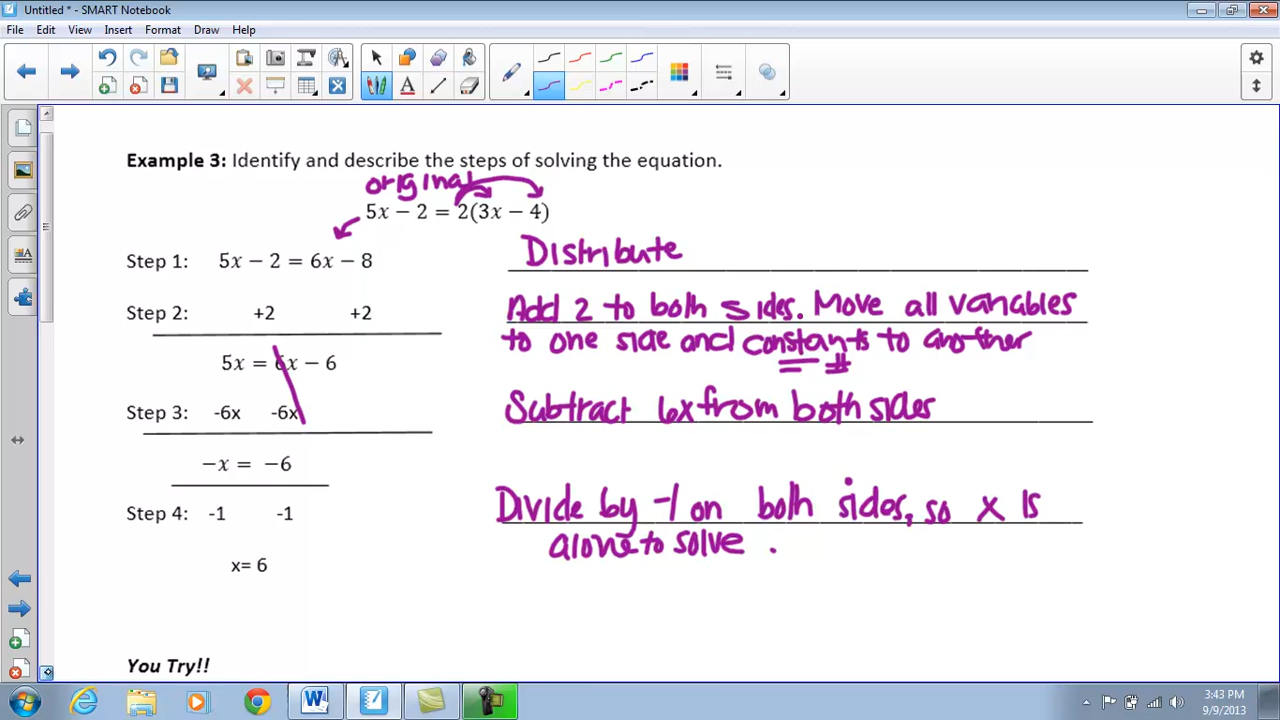 Untitled * - SMART Notebook
File Edit View Insert Format Draw Help
Example 3: Identify and describe the steps of solving the equation.
original
5x − 2 = 2(3x − 4)
Step 1: 5x − 2 = 6x − 8 Distribute
Step 2: +2 +2 Add 2 to both sides. Move all variables
to one side and constants to another
#
5x = 6x − 6
Step 3: -6x -6x Subtract 6x from both sides
−x = −6
Step 4: -1 -1 Divide by -1 on both sides, so x is
alone to solve.
x= 6
You Try!!
3:43 PM
9/9/2013